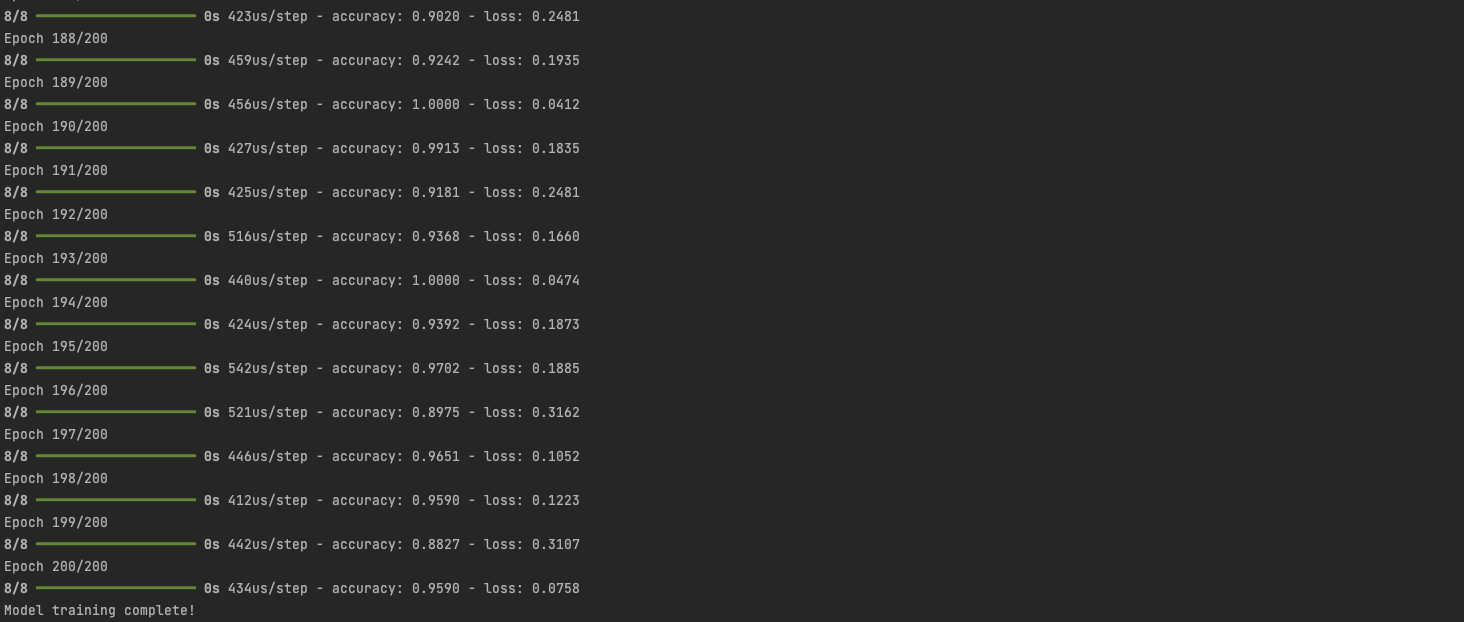 8/8 ━━━━━━━━━━━━━━━━━━━━ 0s 423us/step - accuracy: 0.9020 - loss: 0.2481
Epoch 188/200
8/8 ━━━━━━━━━━━━━━━━━━━━ 0s 459us/step - accuracy: 0.9242 - loss: 0.1935
Epoch 189/200
8/8 ━━━━━━━━━━━━━━━━━━━━ 0s 456us/step - accuracy: 1.0000 - loss: 0.0412
Epoch 190/200
8/8 ━━━━━━━━━━━━━━━━━━━━ 0s 427us/step - accuracy: 0.9913 - loss: 0.1835
Epoch 191/200
8/8 ━━━━━━━━━━━━━━━━━━━━ 0s 425us/step - accuracy: 0.9181 - loss: 0.2481
Epoch 192/200
8/8 ━━━━━━━━━━━━━━━━━━━━ 0s 516us/step - accuracy: 0.9368 - loss: 0.1660
Epoch 193/200
8/8 ━━━━━━━━━━━━━━━━━━━━ 0s 440us/step - accuracy: 1.0000 - loss: 0.0474
Epoch 194/200
8/8 ━━━━━━━━━━━━━━━━━━━━ 0s 424us/step - accuracy: 0.9392 - loss: 0.1873
Epoch 195/200
8/8 ━━━━━━━━━━━━━━━━━━━━ 0s 542us/step - accuracy: 0.9702 - loss: 0.1885
Epoch 196/200
8/8 ━━━━━━━━━━━━━━━━━━━━ 0s 521us/step - accuracy: 0.8975 - loss: 0.3162
Epoch 197/200
8/8 ━━━━━━━━━━━━━━━━━━━━ 0s 446us/step - accuracy: 0.9651 - loss: 0.1052
Epoch 198/200
8/8 ━━━━━━━━━━━━━━━━━━━━ 0s 412us/step - accuracy: 0.9590 - loss: 0.1223
Epoch 199/200
8/8 ━━━━━━━━━━━━━━━━━━━━ 0s 442us/step - accuracy: 0.8827 - loss: 0.3107
Epoch 200/200
8/8 ━━━━━━━━━━━━━━━━━━━━ 0s 434us/step - accuracy: 0.9590 - loss: 0.0758
Model training complete!